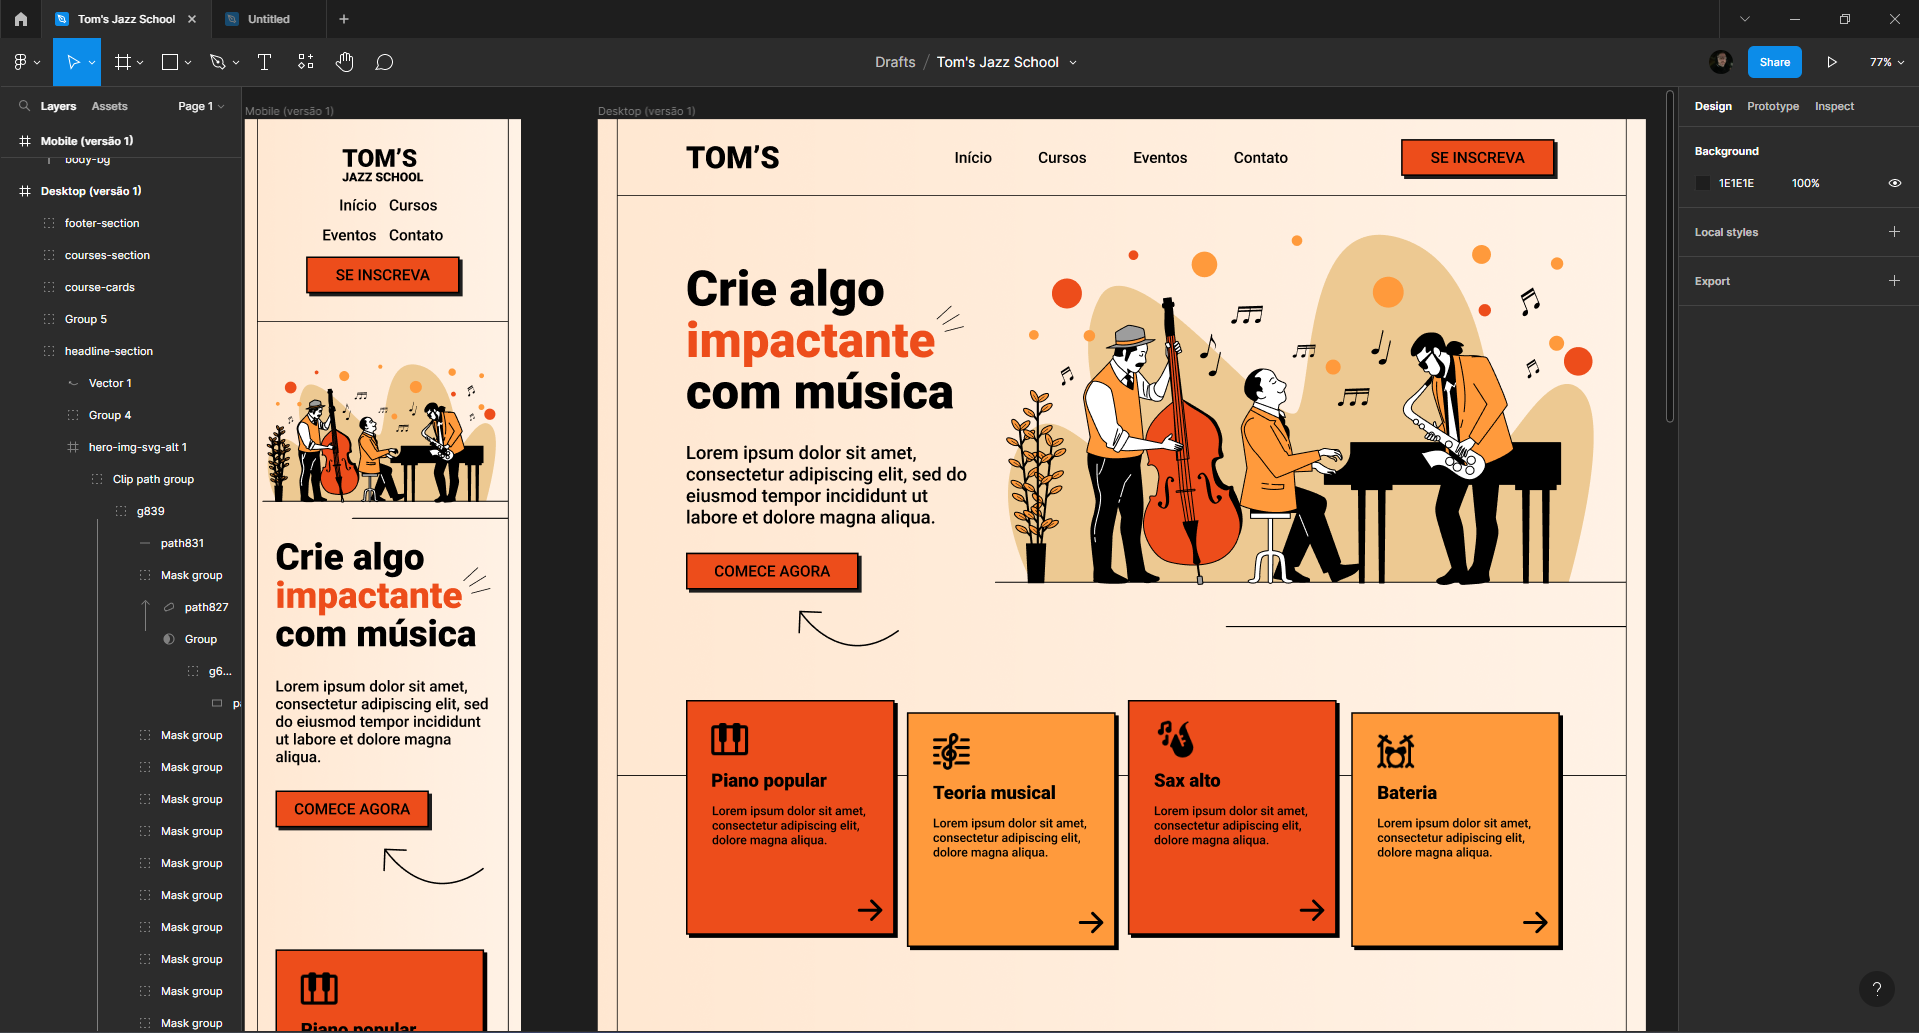 Tom's Jazz School
Untitled
Drafts / Tom's Jazz School
Share
77%
Layers
Assets
Page 1
Mobile (versão 1)
body-bg
Desktop (versão 1)
footer-section
courses-section
course-cards
Group 5
headline-section
Vector 1
Group 4
hero-img-svg-alt 1
Clip path group
g839
path831
Mask group
path827
Group
g6...
Mask group
Mask group
Mask group
Mask group
Mask group
Mask group
Mask group
Mask group
Mask group
Mask group
Mobile (versão 1)
TOM'S
JAZZ SCHOOL
Início Cursos
Eventos Contato
SE INSCREVA
Crie algo
impactante
com música
Lorem ipsum dolor sit amet,
consectetur adipiscing elit, sed
do eiusmod tempor incididunt
ut labore et dolore magna
aliqua.
COMECE AGORA
Piano popular
Desktop (versão 1)
TOM'S
Início
Cursos
Eventos
Contato
SE INSCREVA
Crie algo
impactante
com música
Lorem ipsum dolor sit amet,
consectetur adipiscing elit, sed do
eiusmod tempor incididunt ut
labore et dolore magna aliqua.
COMECE AGORA
Piano popular
Lorem ipsum dolor sit amet,
consectetur adipiscing elit,
dolore magna aliqua.
Teoria musical
Lorem ipsum dolor sit amet,
consectetur adipiscing elit,
dolore magna aliqua.
Sax alto
Lorem ipsum dolor sit amet,
consectetur adipiscing elit,
dolore magna aliqua.
Bateria
Lorem ipsum dolor sit amet,
consectetur adipiscing elit,
dolore magna aliqua.
Design
Prototype
Inspect
Background
1E1E1E
100%
Local styles
Export
?